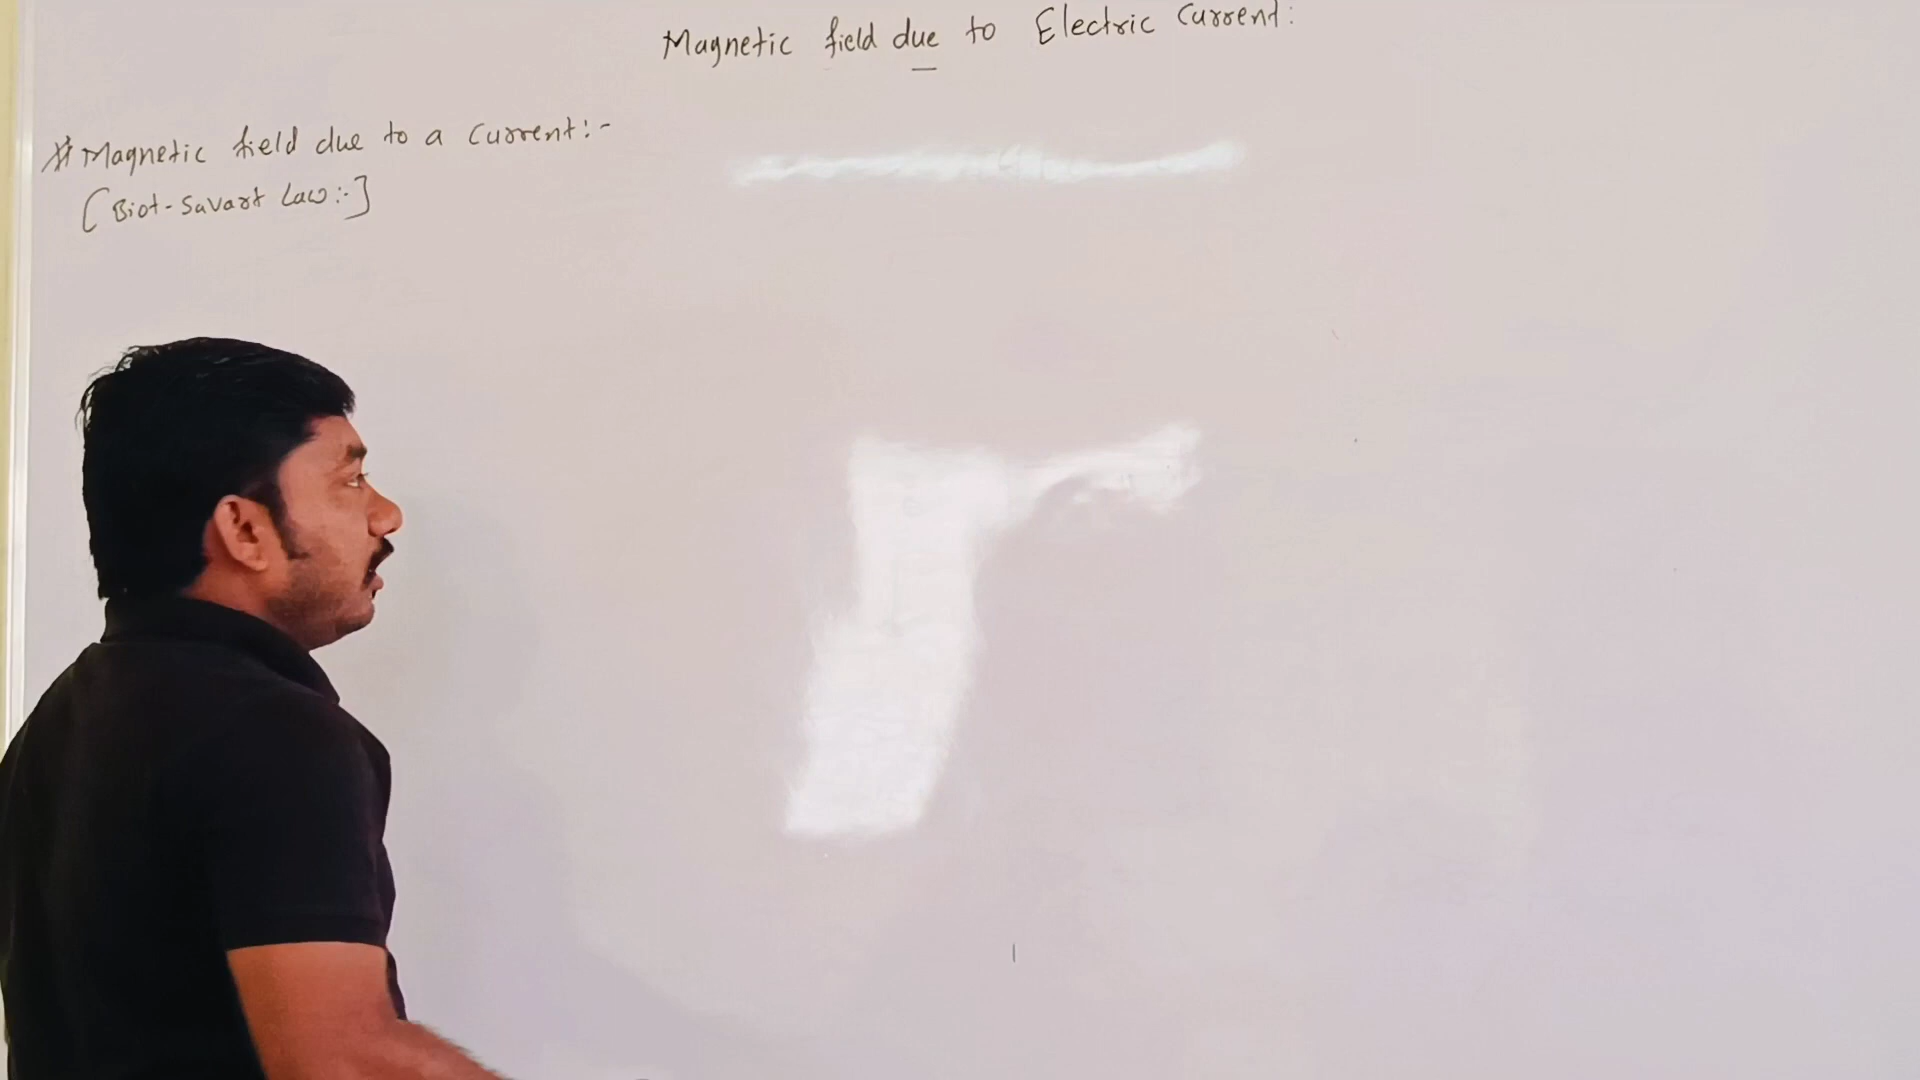 Magnetic field due to Electric Current:
# Magnetic field due to a Current:-
[Biot-Savart Law:-]